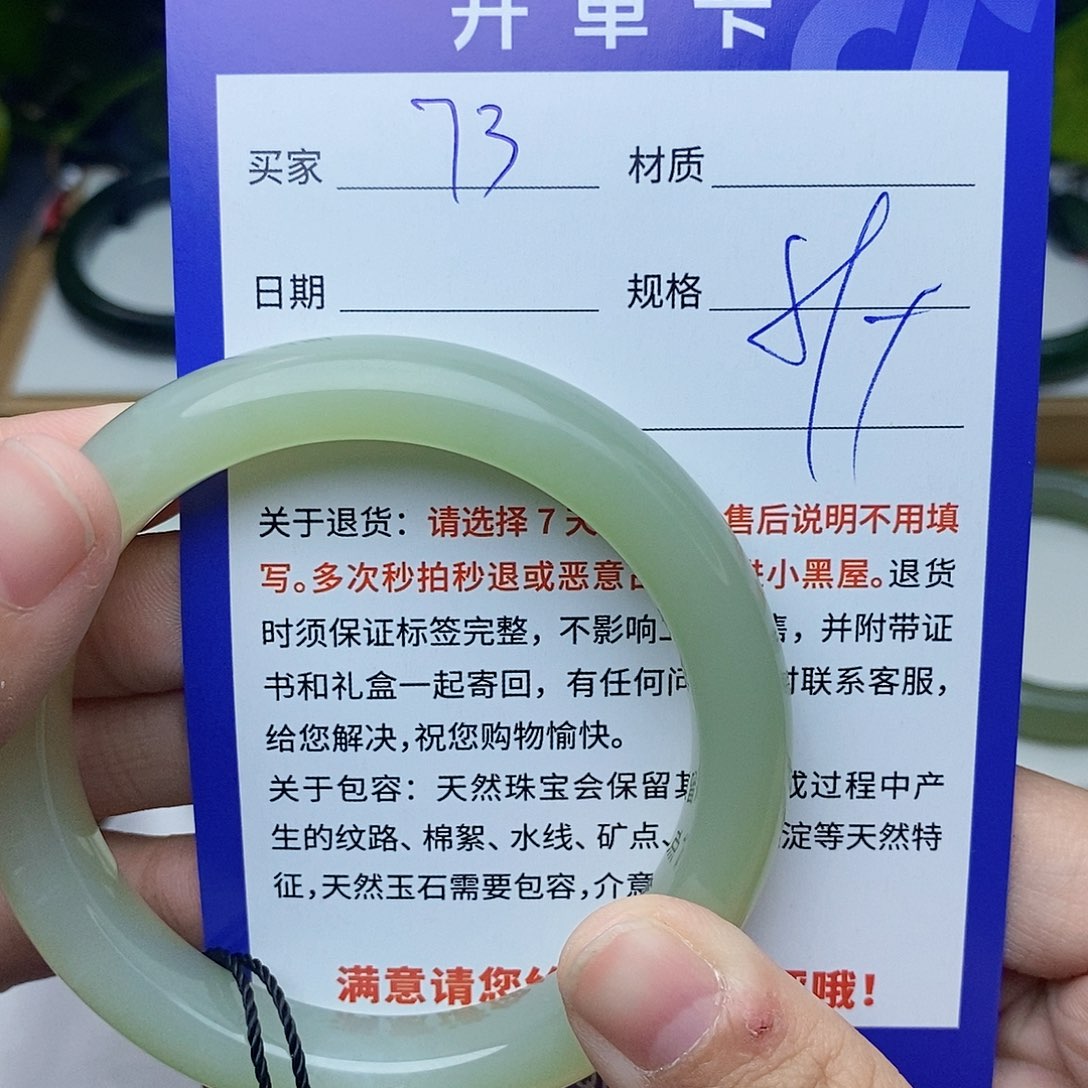 开单卡
买家 73 材质
日期 规格
关于退货：请选择7天 售后说明不用填
写。多次秒拍秒退或恶意 小黑屋。退货
时须保证标签完整，不影响 ，并附带证
书和礼盒一起寄回，有任何问 联系客服，
给您解决，祝您购物愉快。
关于包容：天然珠宝会保留其 成过程中产
生的纹路、棉絮、水线、矿点、 淀等天然特
征，天然玉石需要包容，介意
满意请您给 哦！